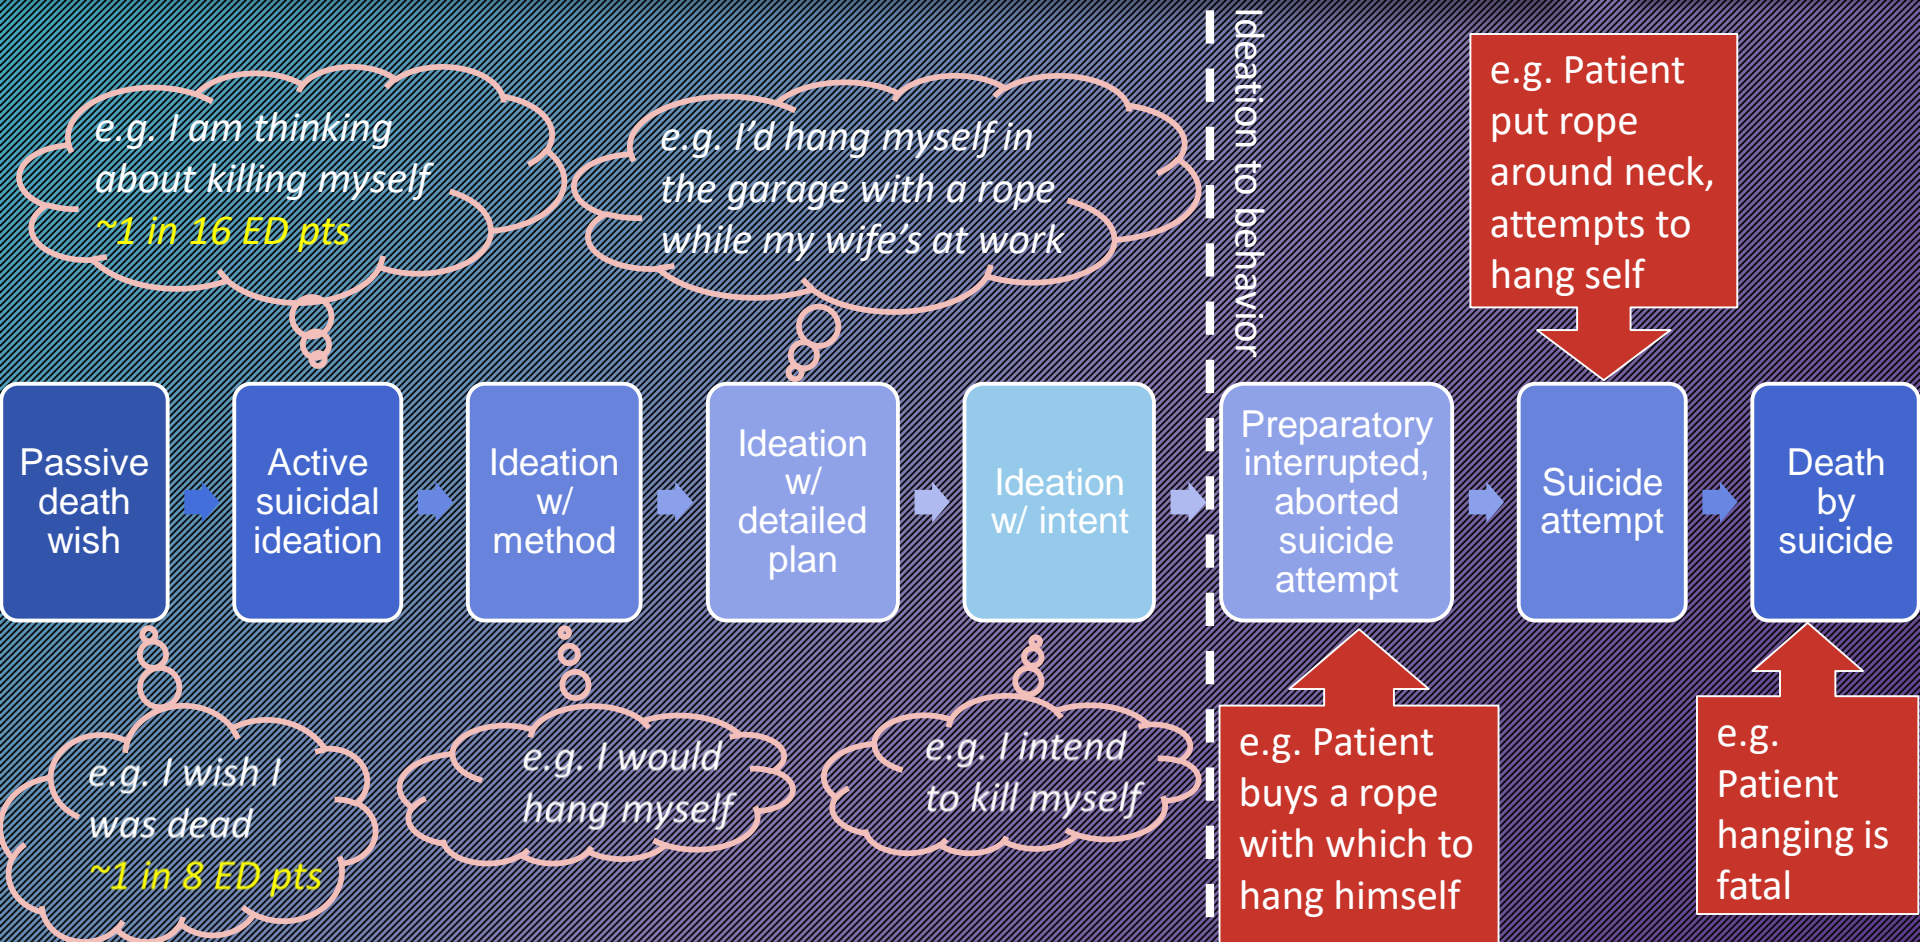 e.g. I am thinking
about killing myself
~1 in 16 ED pts
e.g. I'd hang myself in
the garage with a rope
while my wife's at work
Ideation to behavior
e.g. Patient
put rope
around neck,
attempts to
hang self
Passive
death
wish
Active
suicidal
ideation
Ideation
w/
method
Ideation
w/
detailed
plan
Ideation
w/ intent
Preparatory
interrupted,
aborted
suicide
attempt
Suicide
attempt
Death
by
suicide
e.g. I wish I
was dead
~1 in 8 ED pts
e.g. I would
hang myself
e.g. I intend
to kill myself
e.g. Patient
buys a rope
with which to
hang himself
e.g.
Patient
hanging is
fatal